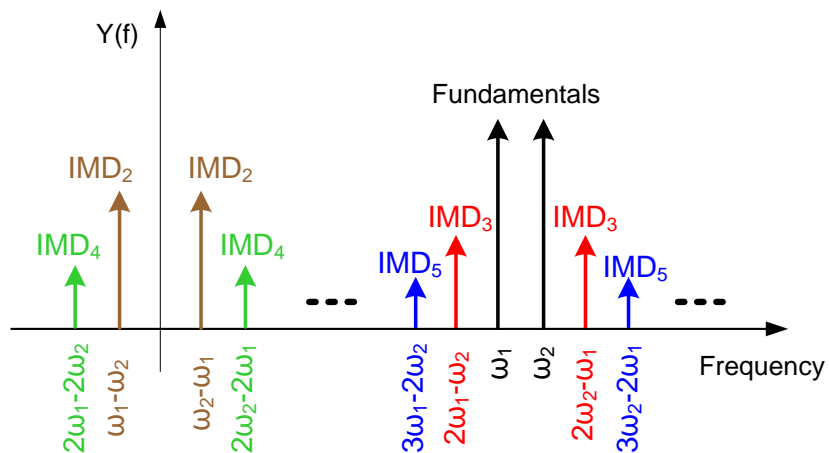 Y(f)
Fundamentals
IMD₂
IMD₂
IMD₃
IMD₃
IMD₄
IMD₄
IMD₅
IMD₅
2ω₁-2ω₂
ω₁-ω₂
ω₂-ω₁
2ω₂-2ω₁
3ω₁-2ω₂
2ω₁-ω₂
ω₁
ω₂
2ω₂-ω₁
3ω₂-2ω₁
Frequency